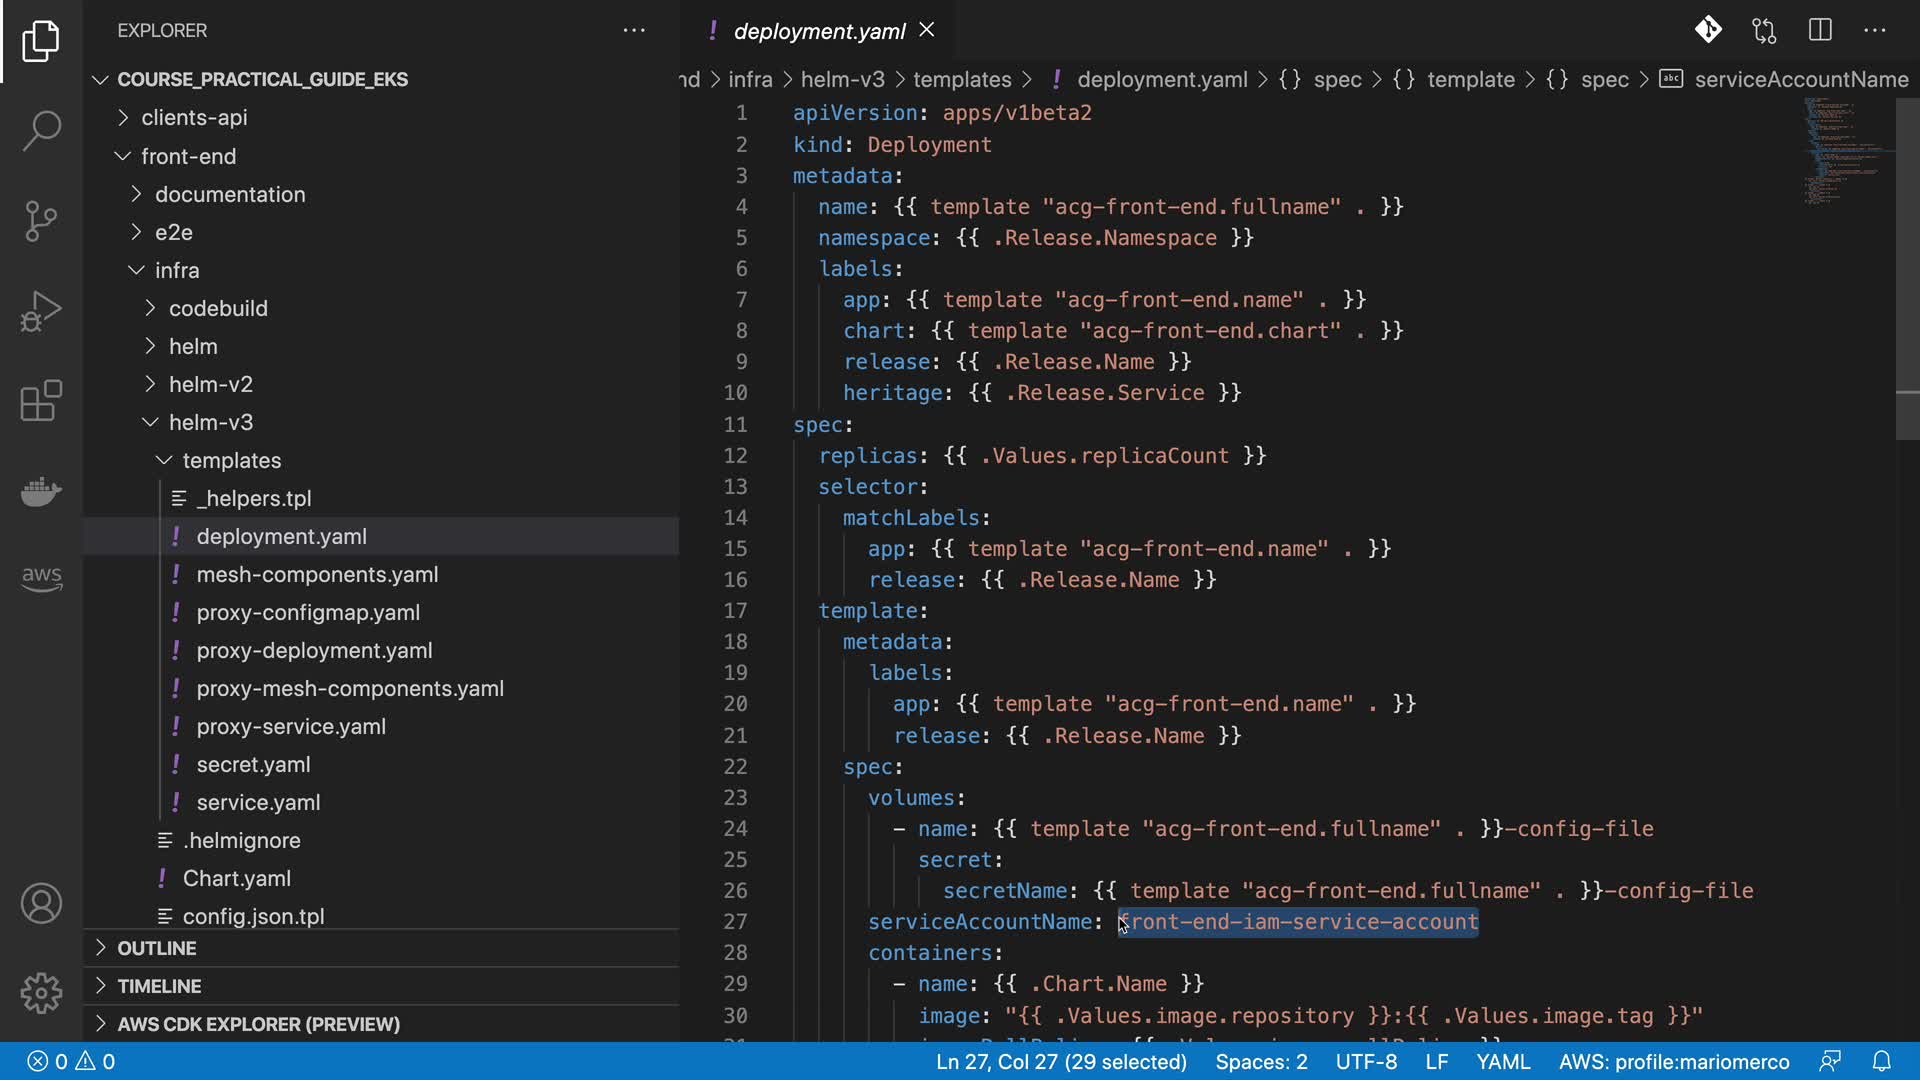 EXPLORER
COURSE_PRACTICAL_GUIDE_EKS
clients-api
front-end
documentation
e2e
infra
codebuild
helm
helm-v2
helm-v3
templates
_helpers.tpl
deployment.yaml
mesh-components.yaml
proxy-configmap.yaml
proxy-deployment.yaml
proxy-mesh-components.yaml
proxy-service.yaml
secret.yaml
service.yaml
.helmignore
Chart.yaml
config.json.tpl
OUTLINE
TIMELINE
AWS CDK EXPLORER (PREVIEW)
aws
! deployment.yaml
nd > infra > helm-v3 > templates > ! deployment.yaml > {} spec > {} template > {} spec > abc serviceAccountName
1 apiVersion: apps/v1beta2
2 kind: Deployment
3 metadata:
4 name: {{ template "acg-front-end.fullname" . }}
5 namespace: {{ .Release.Namespace }}
6 labels:
7 app: {{ template "acg-front-end.name" . }}
8 chart: {{ template "acg-front-end.chart" . }}
9 release: {{ .Release.Name }}
10 heritage: {{ .Release.Service }}
11 spec:
12 replicas: {{ .Values.replicaCount }}
13 selector:
14 matchLabels:
15 app: {{ template "acg-front-end.name" . }}
16 release: {{ .Release.Name }}
17 template:
18 metadata:
19 labels:
20 app: {{ template "acg-front-end.name" . }}
21 release: {{ .Release.Name }}
22 spec:
23 volumes:
24 - name: {{ template "acg-front-end.fullname" . }}-config-file
25 secret:
26 secretName: {{ template "acg-front-end.fullname" . }}-config-file
27 serviceAccountName: front-end-iam-service-account
28 containers:
29 - name: {{ .Chart.Name }}
30 image: "{{ .Values.image.repository }}:{{ .Values.image.tag }}"
0 0 Ln 27, Col 27 (29 selected) Spaces: 2 UTF-8 LF YAML AWS: profile:mariomerco